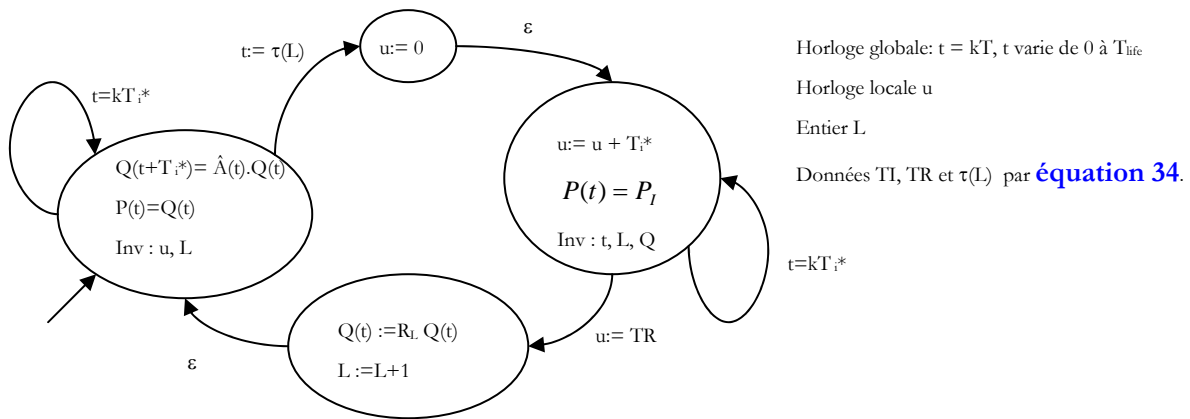 t:= τ(L)
u:= 0
ε
t=kTi*
Q(t+Ti*)= Â(t).Q(t)
P(t)=Q(t)
Inv : u, L
u:= u + Ti*
P(t) = PI
Inv : t, L, Q
t=kTi*
u:= TR
Q(t) :=RL Q(t)
L :=L+1
ε
Horloge globale: t = kT, t varie de 0 à Tlife
Horloge locale u
Entier L
Données TI, TR et τ(L) par équation 34.